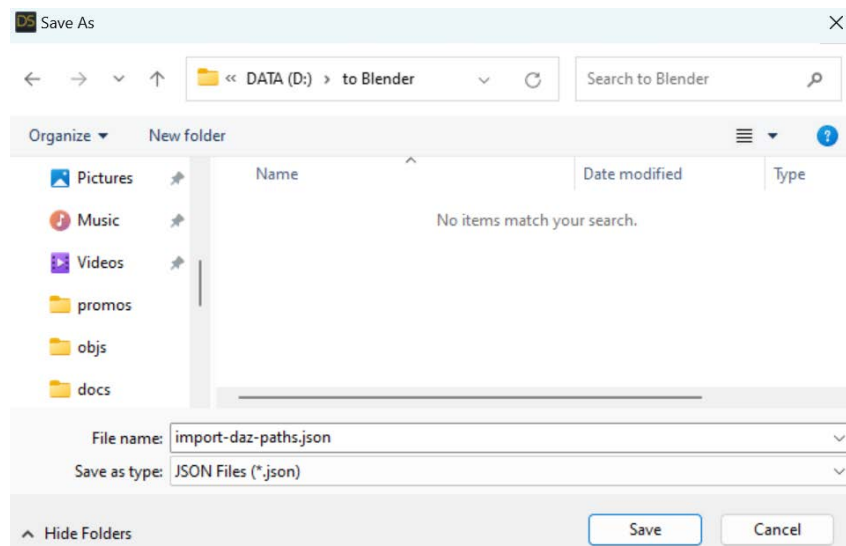 DS Save As
« DATA (D:) › to Blender
Search to Blender
Organize
New folder
Name
Date modified
Type
Pictures
No items match your search.
Music
Videos
promos
objs
docs
File name: import-daz-paths.json
Save as type: JSON Files (*.json)
Hide Folders
Save
Cancel